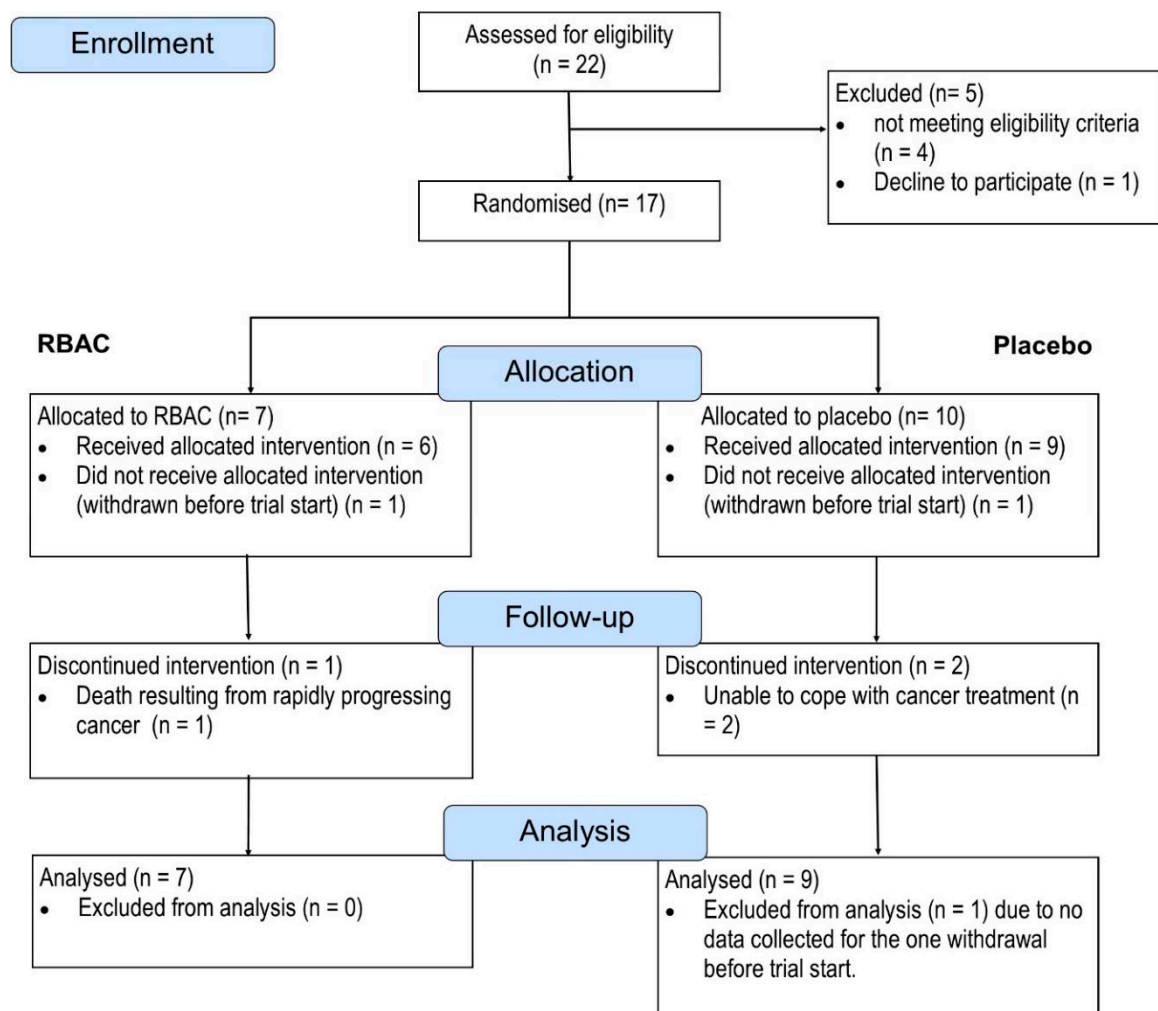 Enrollment
Assessed for eligibility
(n = 22)
Excluded (n= 5)
• not meeting eligibility criteria
(n = 4)
• Decline to participate (n = 1)
Randomised (n= 17)
RBAC
Placebo
Allocation
Allocated to RBAC (n= 7)
• Received allocated intervention (n = 6)
• Did not receive allocated intervention
(withdrawn before trial start) (n = 1)
Allocated to placebo (n= 10)
• Received allocated intervention (n = 9)
• Did not receive allocated intervention
(withdrawn before trial start) (n = 1)
Follow-up
Discontinued intervention (n = 1)
• Death resulting from rapidly progressing
cancer (n = 1)
Discontinued intervention (n = 2)
• Unable to cope with cancer treatment (n
= 2)
Analysis
Analysed (n = 7)
• Excluded from analysis (n = 0)
Analysed (n = 9)
• Excluded from analysis (n = 1) due to no
data collected for the one withdrawal
before trial start.